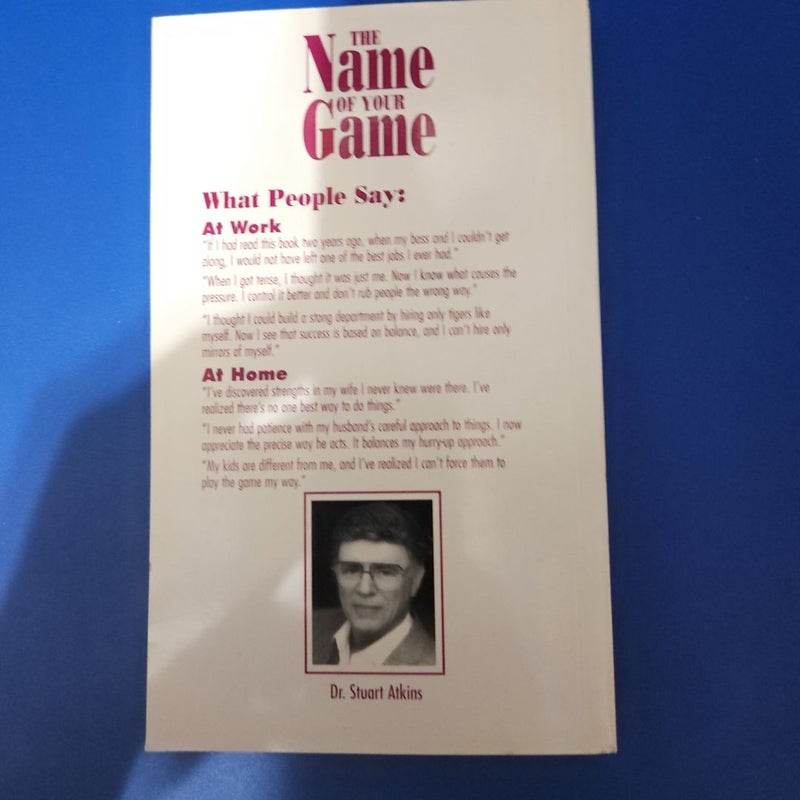 THE
Name
OF YOUR
Game
What People Say:
At Work
"If I had read this book two years ago, when my boss and I couldn't get
along, I would not have left one of the best jobs I ever had."
"When I got tense, I thought it was just me. Now I know what causes the
pressure. I control it better and don't rub people the wrong way."
"I thought I could build a stong department by hiring only tigers like
myself. Now I see that success is based on balance, and I can't hire only
mirrors of myself."
At Home
"I've discovered strengths in my wife I never knew were there. I've
realized there's no one best way to do things."
"I never had patience with my husband's careful approach to things. I now
appreciate the precise way he acts. It balances my hurry-up approach."
"My kids are different from me, and I've realized I can't force them to
play the game my way."
Dr. Stuart Atkins